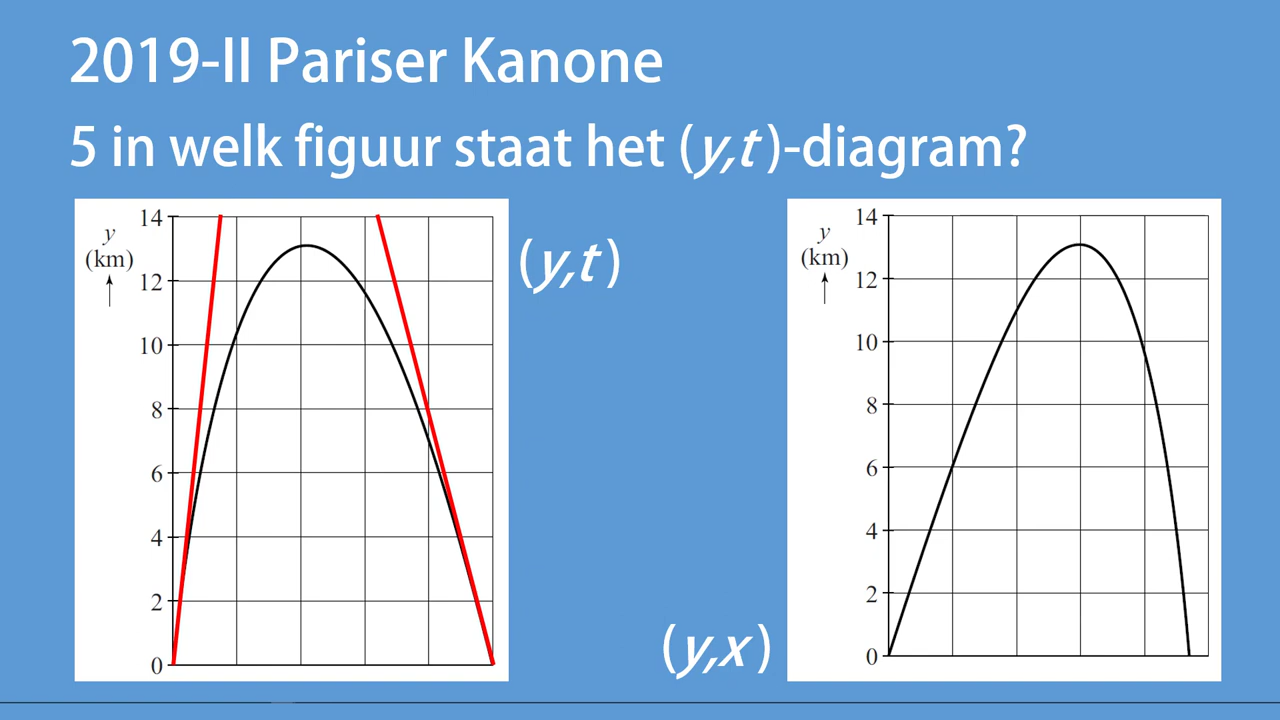 2019-II Pariser Kanone
5 in welk figuur staat het (y,t)-diagram?
14
y
(km)
12
10
8
6
4
2
0
(y,t)
(y,x)
14
y
(km)
12
10
8
6
4
2
0